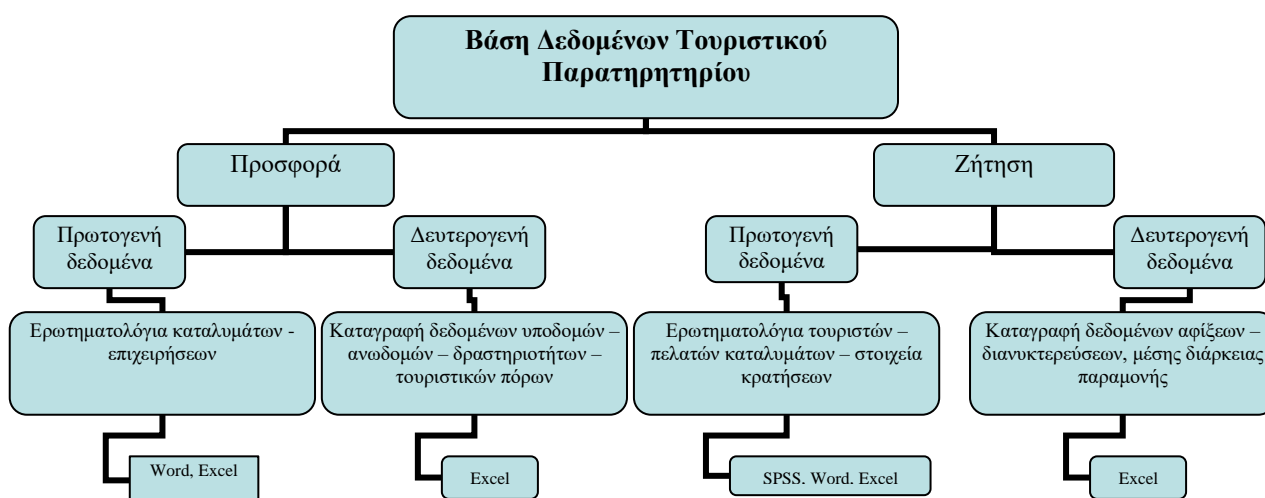 Βάση Δεδομένων Τουριστικού
Παρατηρητηρίου
Προσφορά
Ζήτηση
Πρωτογενή
δεδομένα
Δευτερογενή
δεδομένα
Πρωτογενή
δεδομένα
Δευτερογενή
δεδομένα
Ερωτηματολόγια καταλυμάτων -
επιχειρήσεων
Καταγραφή δεδομένων υποδομών –
ανωδομών – δραστηριοτήτων –
τουριστικών πόρων
Ερωτηματολόγια τουριστών –
πελατών καταλυμάτων – στοιχεία
κρατήσεων
Καταγραφή δεδομένων αφίξεων –
διανυκτερεύσεων, μέσης διάρκειας
παραμονής
Word, Excel
Excel
SPSS. Word. Excel
Excel